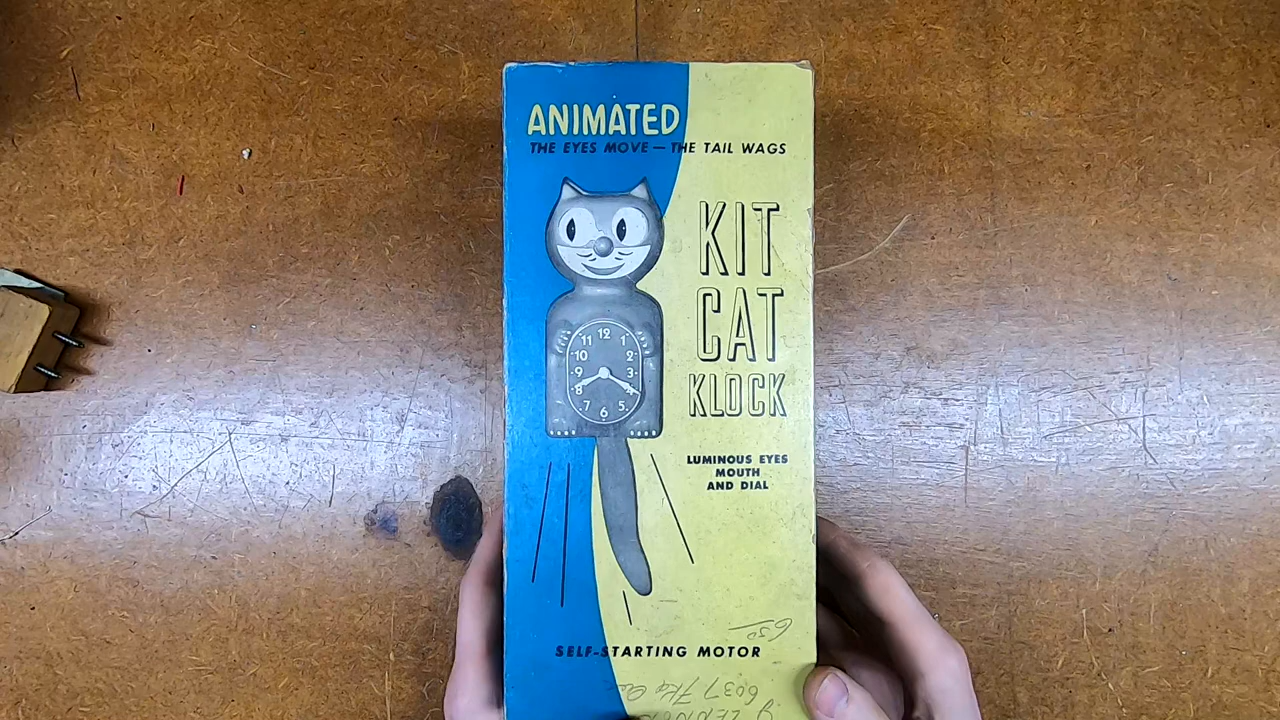 ANIMATED
THE EYES MOVE — THE TAIL WAGS
KIT
CAT
KLOCK
12
11 1
10 2
9 3
8 4
7 5
6
LUMINOUS EYES
MOUTH
AND DIAL
SELF-STARTING MOTOR
6037